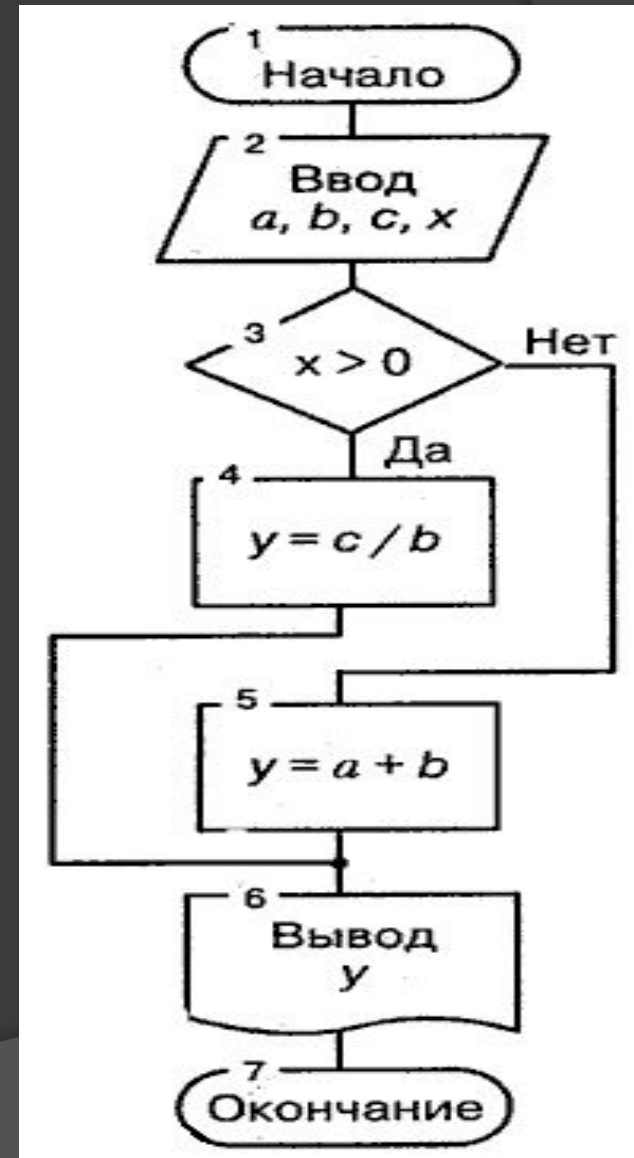 1
Начало
2
Ввод
a, b, c, x
3
x > 0
Нет
Да
4
y = c / b
5
y = a + b
6
Вывод
y
7
Окончание